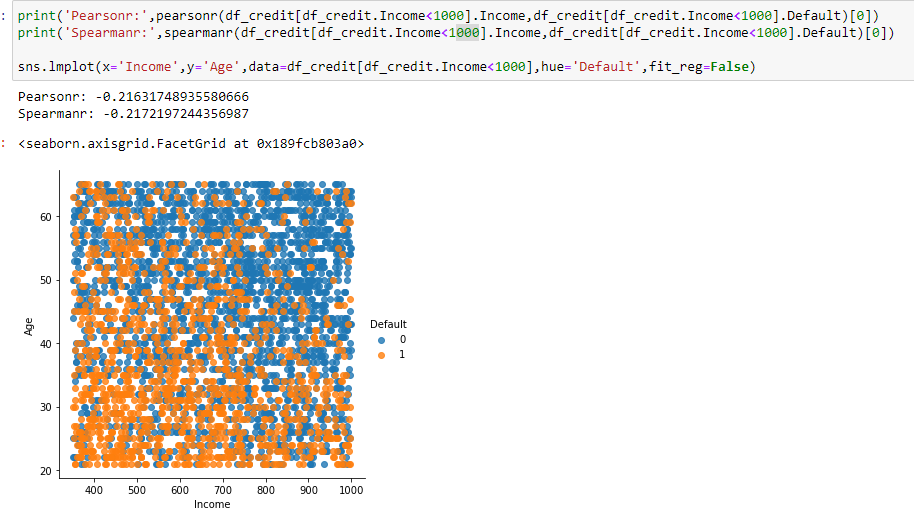 : print('Pearsonr:',pearsonr(df_credit[df_credit.Income<1000].Income,df_credit[df_credit.Income<1000].Default)[0])
print('Spearmanr:',spearmanr(df_credit[df_credit.Income<1000].Income,df_credit[df_credit.Income<1000].Default)[0])
sns.lmplot(x='Income',y='Age',data=df_credit[df_credit.Income<1000],hue='Default',fit_reg=False)
Pearsonr: -0.21631748935580666
Spearmanr: -0.2172197244356987
: <seaborn.axisgrid.FacetGrid at 0x189fcb803a0>
60
50
40
30
20
Age
400 500 600 700 800 900 1000
Income
Default
0
1